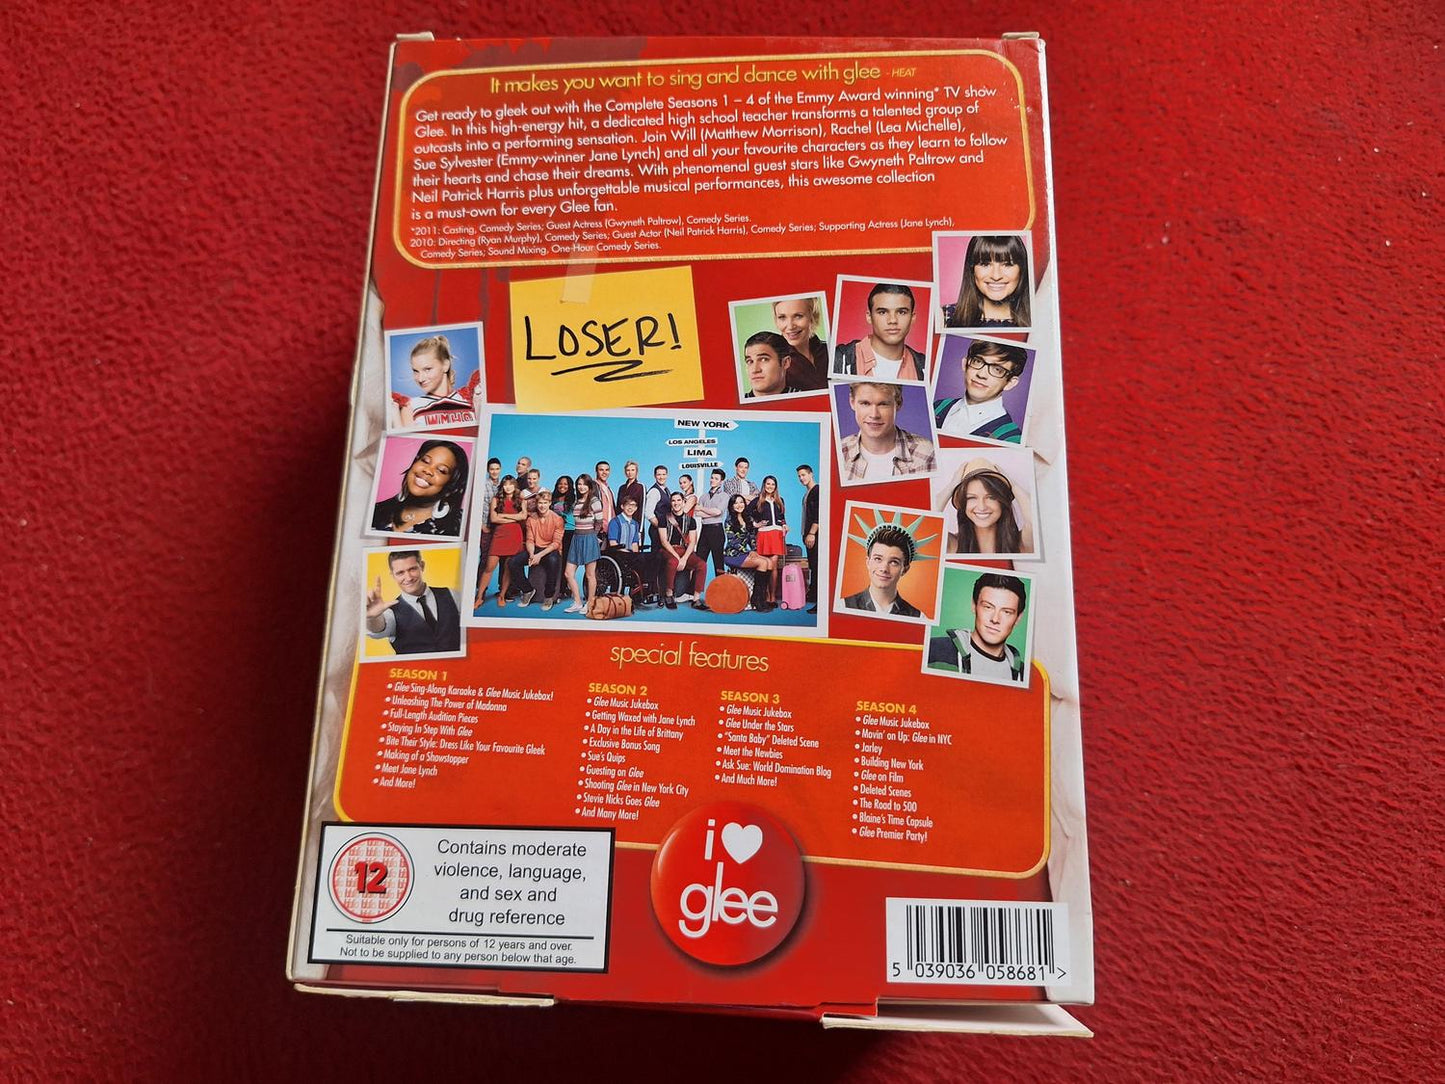 It makes you want to sing and dance with glee - HEAT
Get ready to gleek out with the Complete Seasons 1 – 4 of the Emmy Award winning* TV show
Glee. In this high-energy hit, a dedicated high school teacher transforms a talented group of
outcasts into a performing sensation. Join Will (Matthew Morrison), Rachel (Lea Michelle),
Sue Sylvester (Emmy-winner Jane Lynch) and all your favourite characters as they learn to follow
their hearts and chase their dreams. With phenomenal guest stars like Gwyneth Paltrow and
Neil Patrick Harris plus unforgettable musical performances, this awesome collection
is a must-own for every Glee fan.
*2011: Casting, Comedy Series; Guest Actress (Gwyneth Paltrow), Comedy Series.
2010: Directing (Ryan Murphy), Comedy Series; Guest Actor (Neil Patrick Harris), Comedy Series; Supporting Actress (Jane Lynch),
Comedy Series; Sound Mixing, One-Hour Comedy Series.
LOSER!
WMHS
NEW YORK
LOS ANGELES
LIMA
LOUISVILLE
special features
SEASON 1
• Glee Sing-Along Karaoke & Glee Music Jukebox!
• Unleashing The Power of Madonna
• Full-Length Audition Pieces
• Staying In Step With Glee
• Bite Their Style: Dress Like Your Favourite Gleek
• Making of a Showstopper
• Meet Jane Lynch
• And More!
SEASON 2
• Glee Music Jukebox
• Getting Waxed with Jane Lynch
• A Day in the Life of Brittany
• Exclusive Bonus Song
• Sue's Quips
• Guesting on Glee
• Shooting Glee in New York City
• Stevie Nicks Goes Glee
• And Many More!
SEASON 3
• Glee Music Jukebox
• Glee Under the Stars
• "Santa Baby" Deleted Scene
• Meet the Newbies
• Ask Sue: World Domination Blog
• And Much More!
SEASON 4
• Glee Music Jukebox
• Movin' on Up: Glee in NYC
• Jarley
• Building New York
• Glee on Film
• Deleted Scenes
• The Road to 500
• Blaine's Time Capsule
• Glee Premier Party!
12
Contains moderate
violence, language,
and sex and
drug reference
Suitable only for persons of 12 years and over.
Not to be supplied to any person below that age.
i ♥
glee
5 039036 058681 >